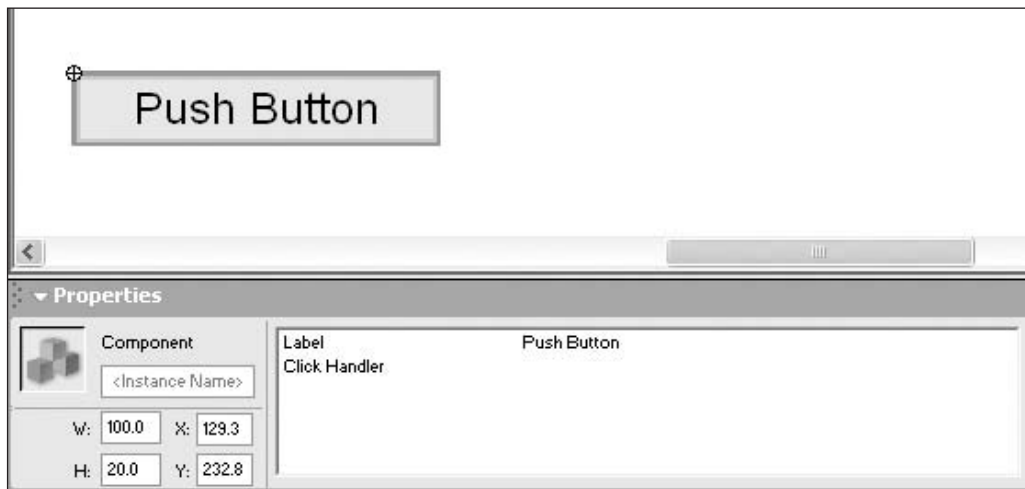 Push Button
Properties
Component
<Instance Name>
Label Push Button
Click Handler
W: 100.0 X: 129.3
H: 20.0 Y: 232.8